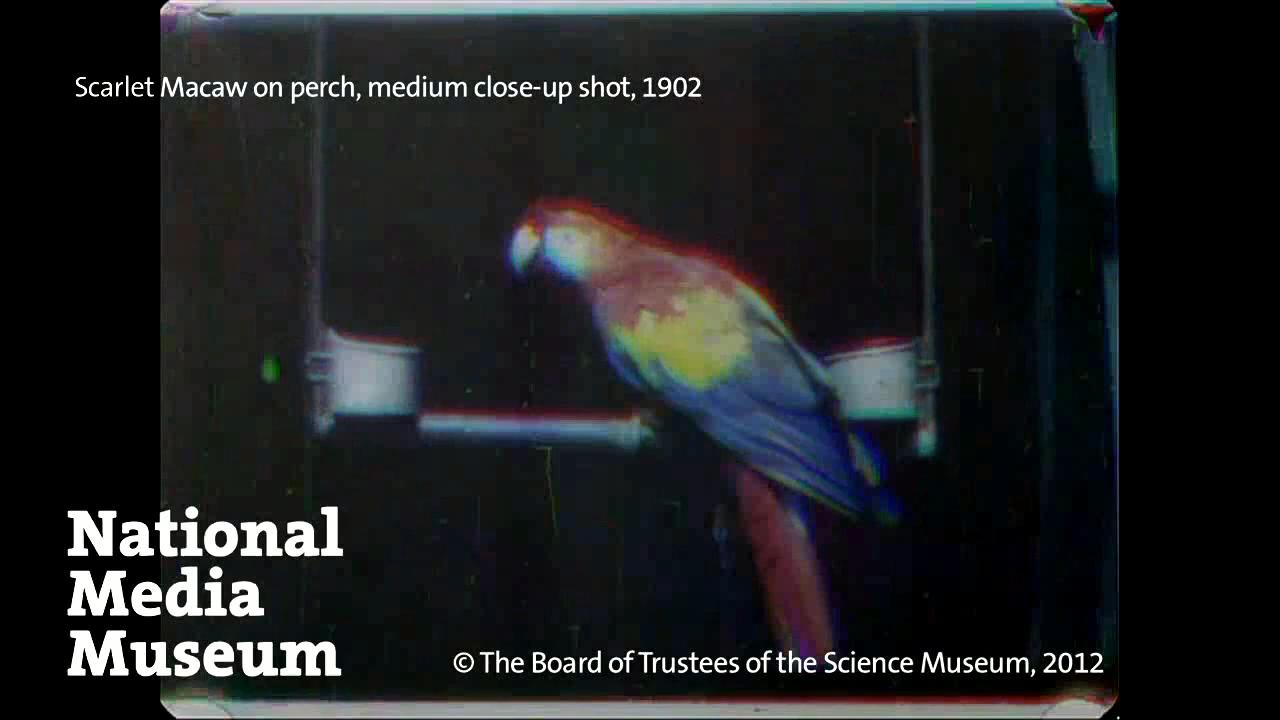 Scarlet Macaw on perch, medium close-up shot, 1902
National
Media
Museum
© The Board of Trustees of the Science Museum, 2012